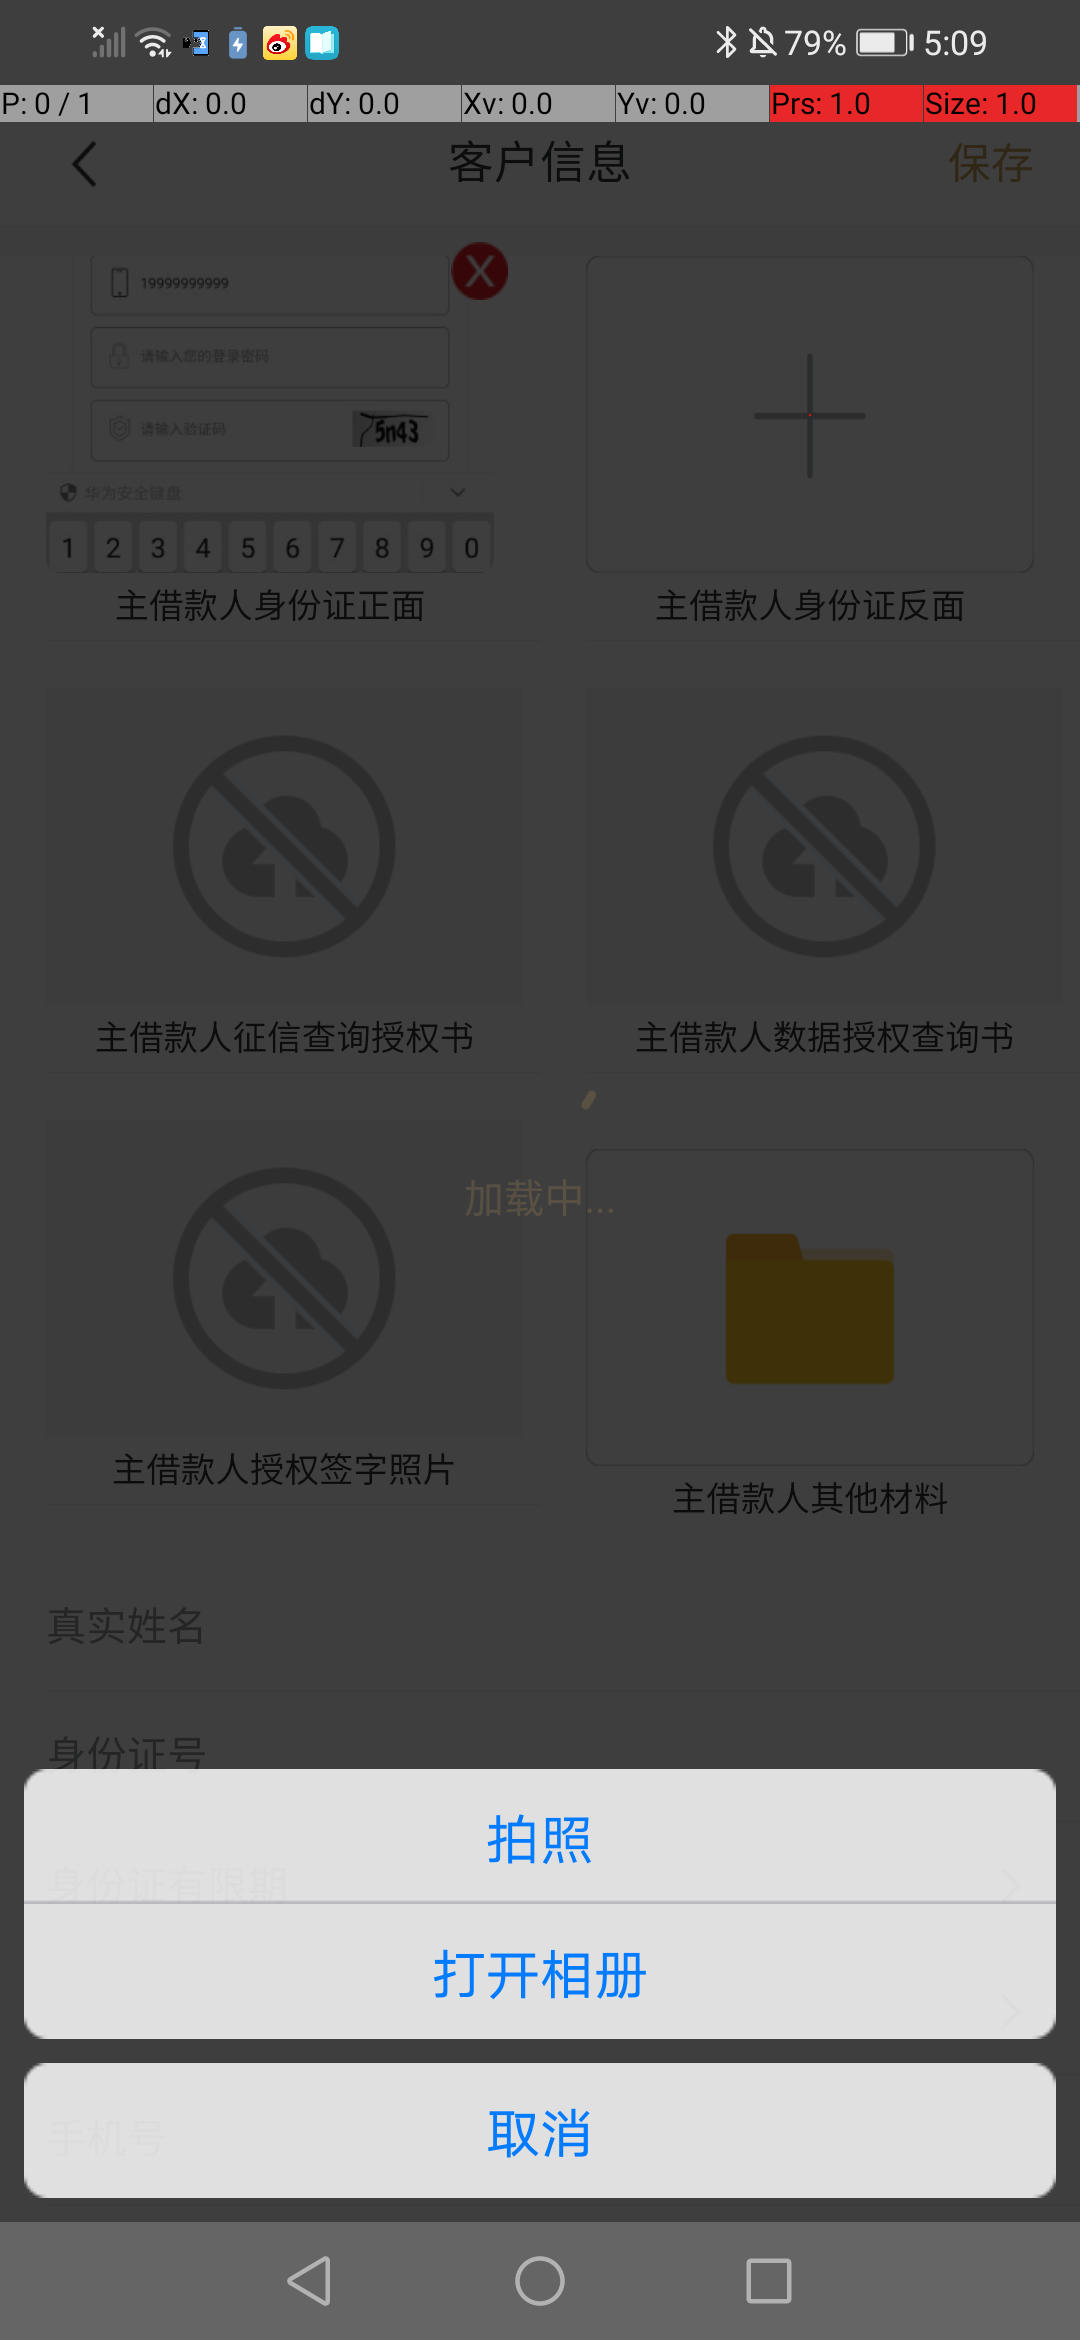 79% 5:09
P: 0 / 1 dX: 0.0 dY: 0.0 Xv: 0.0 Yv: 0.0 Prs: 1.0 Size: 1.0
客户信息 保存
19999999999 X
请输入您的登录密码
请输入验证码 75n43
华为安全键盘
1 2 3 4 5 6 7 8 9 0
主借款人身份证正面 主借款人身份证反面
主借款人征信查询授权书 主借款人数据授权查询书
加载中...
主借款人授权签字照片 主借款人其他材料
真实姓名
身份证号
拍照
身份证有限期
打开相册
手机号 取消